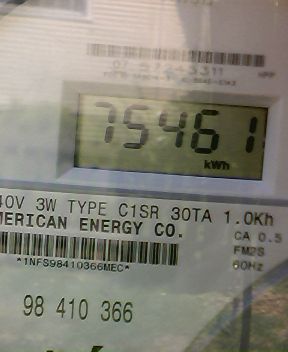 75461
kWh
40V 3W TYPE C1SR 30TA 1.0Kh
MERICAN ENERGY CO.
CA 0.5
FM2S
60Hz
*1NFS98410366MEC*
98 410 366